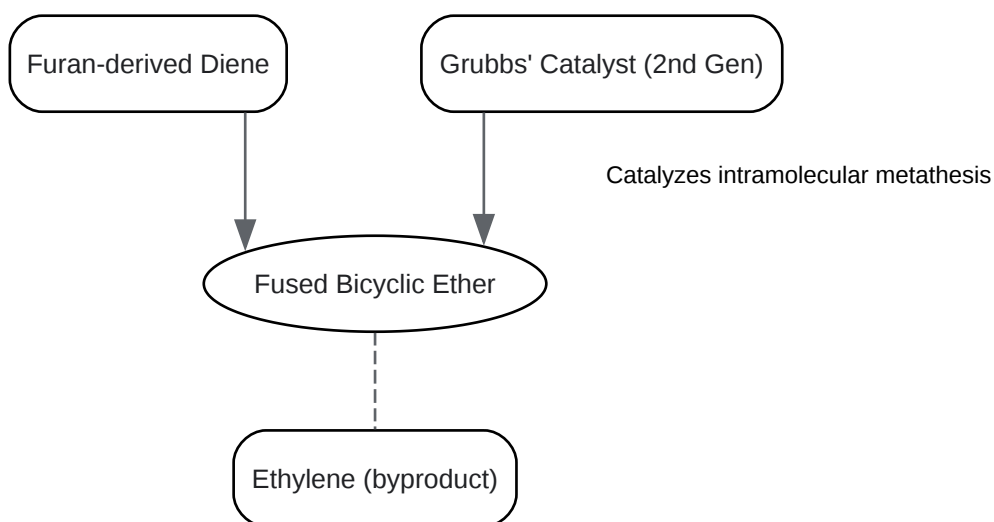 Furan-derived Diene
Grubbs' Catalyst (2nd Gen)
Catalyzes intramolecular metathesis
Fused Bicyclic Ether
Ethylene (byproduct)